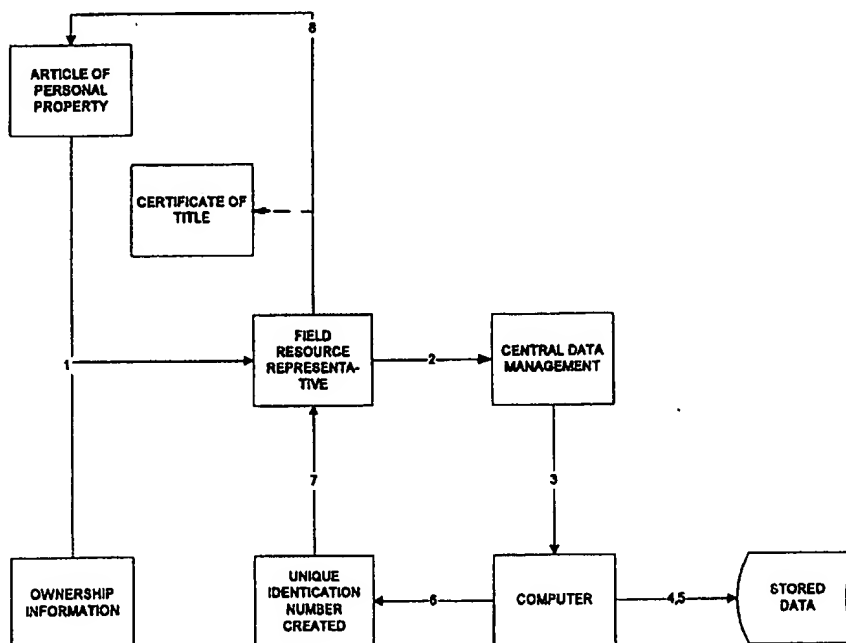 8
ARTICLE OF
PERSONAL
PROPERTY
CERTIFICATE OF
TITLE
1
FIELD
RESOURCE
REPRESENTA-
TIVE
2
CENTRAL DATA
MANAGEMENT
7
3
OWNERSHIP
INFORMATION
UNIQUE
IDENTICATION
NUMBER
CREATED
6
COMPUTER
4,5
STORED
DATA